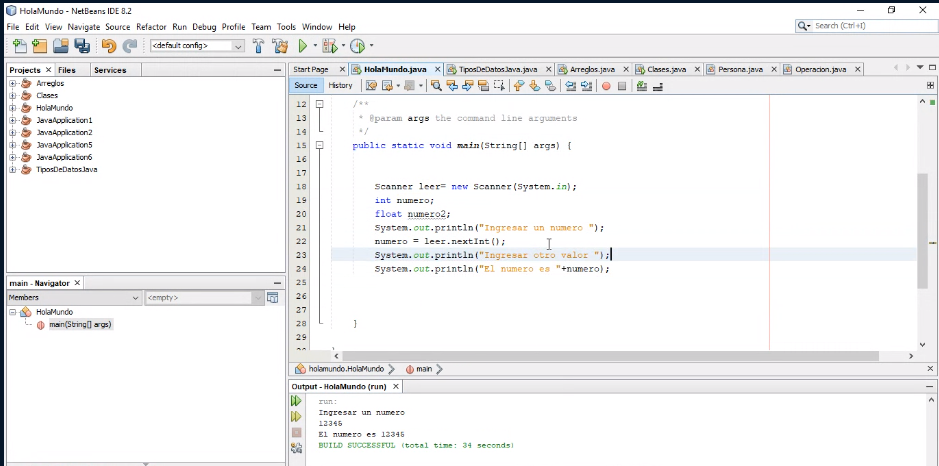 HolaMundo - NetBeans IDE 8.2
File Edit View Navigate Source Refactor Run Debug Profile Team Tools Window Help
Search (Ctrl+I)
<default config>
Projects Files Services
Arreglos
Clases
HolaMundo
JavaApplication1
JavaApplication2
JavaApplication5
JavaApplication6
TiposDeDatosJava
main - Navigator
Members <empty>
HolaMundo
main(String[] args)
Start Page HolaMundo.java TiposDeDatosJava.java Arreglos.java Clases.java Persona.java Operacion.java
Source History
12 /**
13 * @param args the command line arguments
14 */
15 public static void main(String[] args) {
16
17
18 Scanner leer= new Scanner(System.in);
19 int numero;
20 float numero2;
21 System.out.println("Ingresar un numero ");
22 numero = leer.nextInt();
23 System.out.println("Ingresar otro valor ");
24 System.out.println("El numero es "+numero);
25
26
27
28 }
29
holamundo.HolaMundo main
Output - HolaMundo (run)
run:
Ingresar un numero
12345
El numero es 12345
BUILD SUCCESSFUL (total time: 34 seconds)